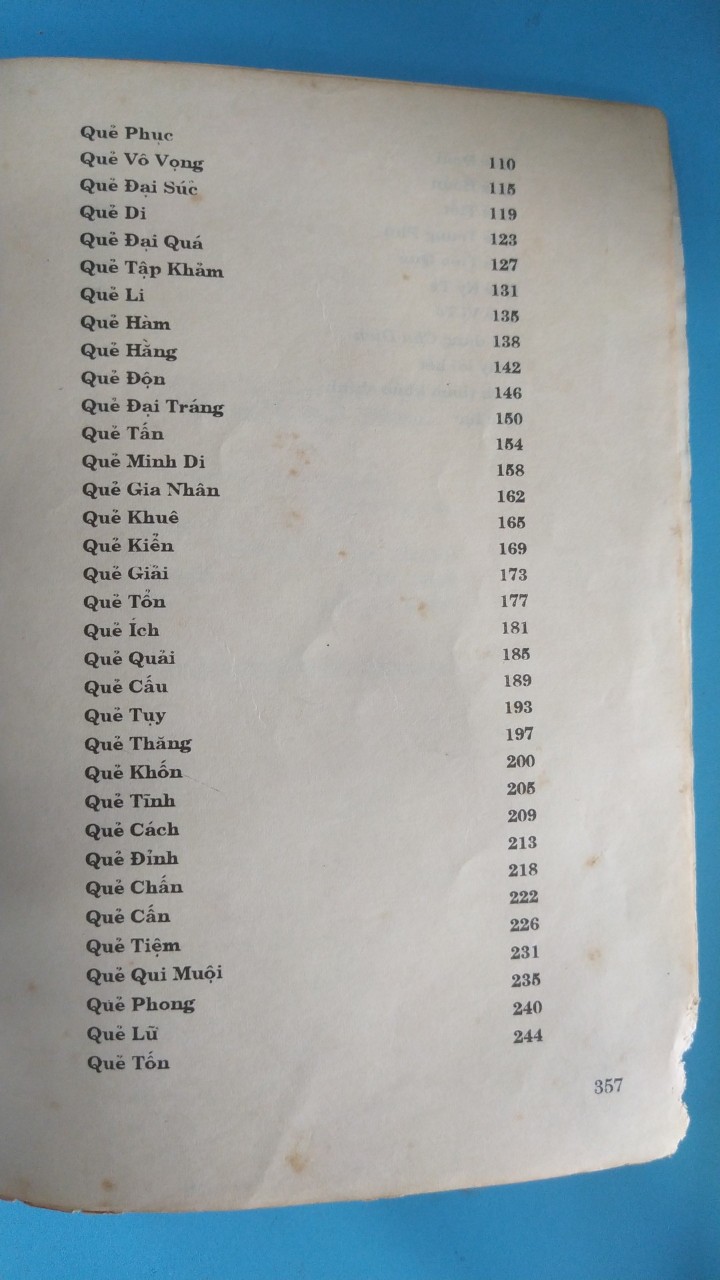 Quẻ Phục 110
Quẻ Vô Vọng 115
Quẻ Đại Súc 119
Quẻ Di 123
Quẻ Đại Quá 127
Quẻ Tập Khảm 131
Quẻ Li 135
Quẻ Hàm 138
Quẻ Hằng 142
Quẻ Độn 146
Quẻ Đại Tráng 150
Quẻ Tấn 154
Quẻ Minh Di 158
Quẻ Gia Nhân 162
Quẻ Khuê 165
Quẻ Kiển 169
Quẻ Giải 173
Quẻ Tổn 177
Quẻ Ích 181
Quẻ Quải 185
Quẻ Cấu 189
Quẻ Tụy 193
Quẻ Thăng 197
Quẻ Khốn 200
Quẻ Tĩnh 205
Quẻ Cách 209
Quẻ Đỉnh 213
Quẻ Chấn 218
Quẻ Cấn 222
Quẻ Tiệm 226
Quẻ Qui Muội 231
Quẻ Phong 235
Quẻ Lữ 240
Quẻ Tốn 244
357